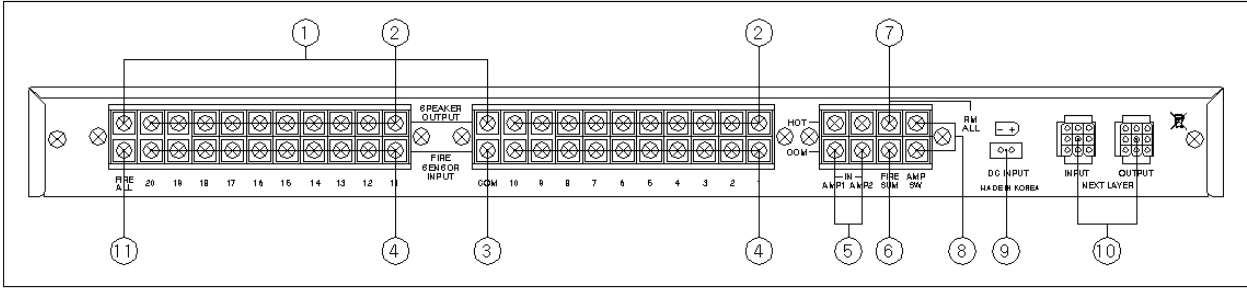 1 2 2 7
SPEAKER
OUTPUT
HOT
RM
ALL
- +
COM
FIRE
SENSOR
INPUT
FIRE
ALL
20 19 18 17 16 15 14 13 12 11
COM 10 9 8 7 6 5 4 3 2 1
IN
AMP1 AMP2
FIRE
SUM
AMP
SW
DC INPUT
MADE IN KOREA
INPUT OUTPUT
NEXT LAYER
11 4 3 4 5 6 8 9 10